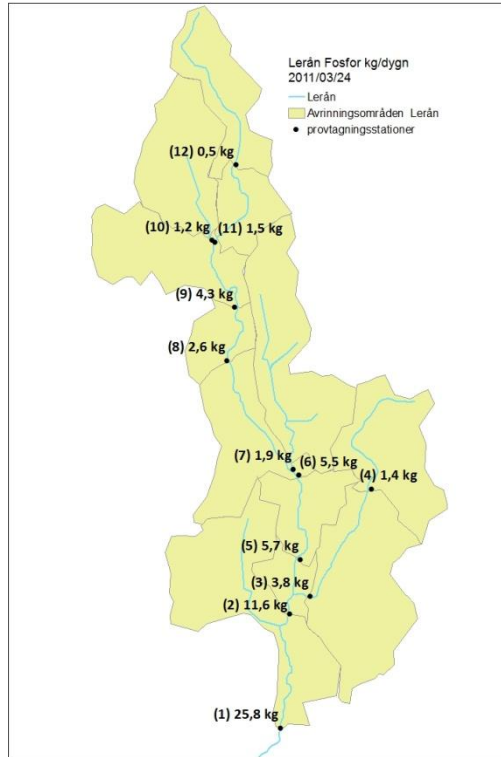 Lerån Fosfor kg/dygn
2011/03/24
Lerån
Avrinningsområden Lerån
provtagningsstationer
(12) 0,5 kg
(10) 1,2 kg
(11) 1,5 kg
(9) 4,3 kg
(8) 2,6 kg
(7) 1,9 kg
(6) 5,5 kg
(4) 1,4 kg
(5) 5,7 kg
(3) 3,8 kg
(2) 11,6 kg
(1) 25,8 kg